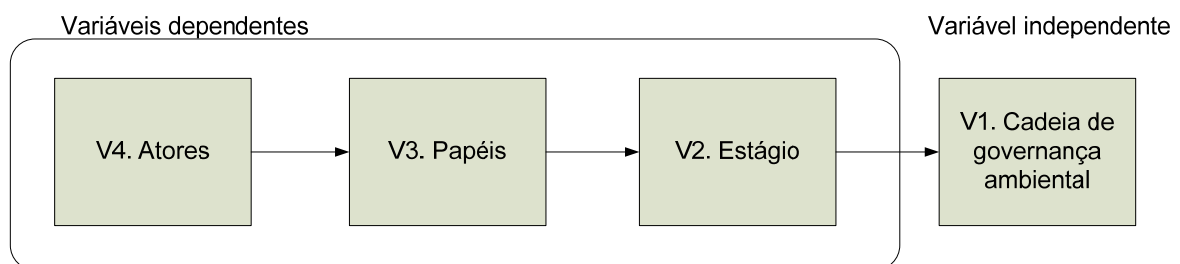 Variáveis dependentes
Variável independente
V4. Atores
V3. Papéis
V2. Estágio
V1. Cadeia de
governança
ambiental